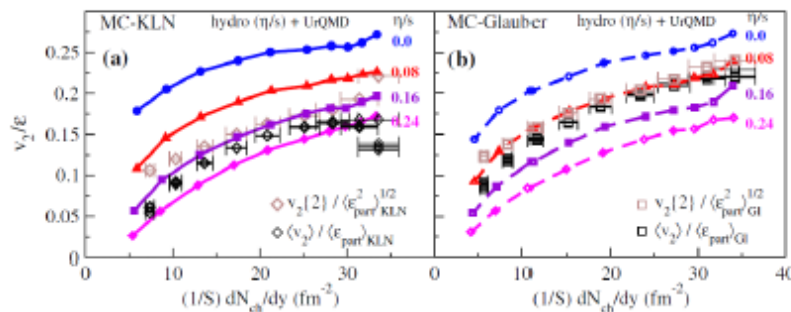 MC-KLN hydro (η/s) + UrQMD η/s
(a)
0.0
0.08
0.16
0.24
v₂{2} / ⟨ε²part⟩^1/2 KLN
⟨v₂⟩ / ⟨εpart⟩KLN
v₂/ε
0.25
0.2
0.15
0.1
0.05
0
0 10 20 30
(1/S) dNch/dy (fm⁻²)
MC-Glauber hydro (η/s) + UrQMD η/s
(b)
0.0
0.08
0.16
0.24
v₂{2} / ⟨ε²part⟩^1/2 Gl
⟨v₂⟩ / ⟨εpart⟩Gl
0 10 20 30 40
(1/S) dNch/dy (fm⁻²)